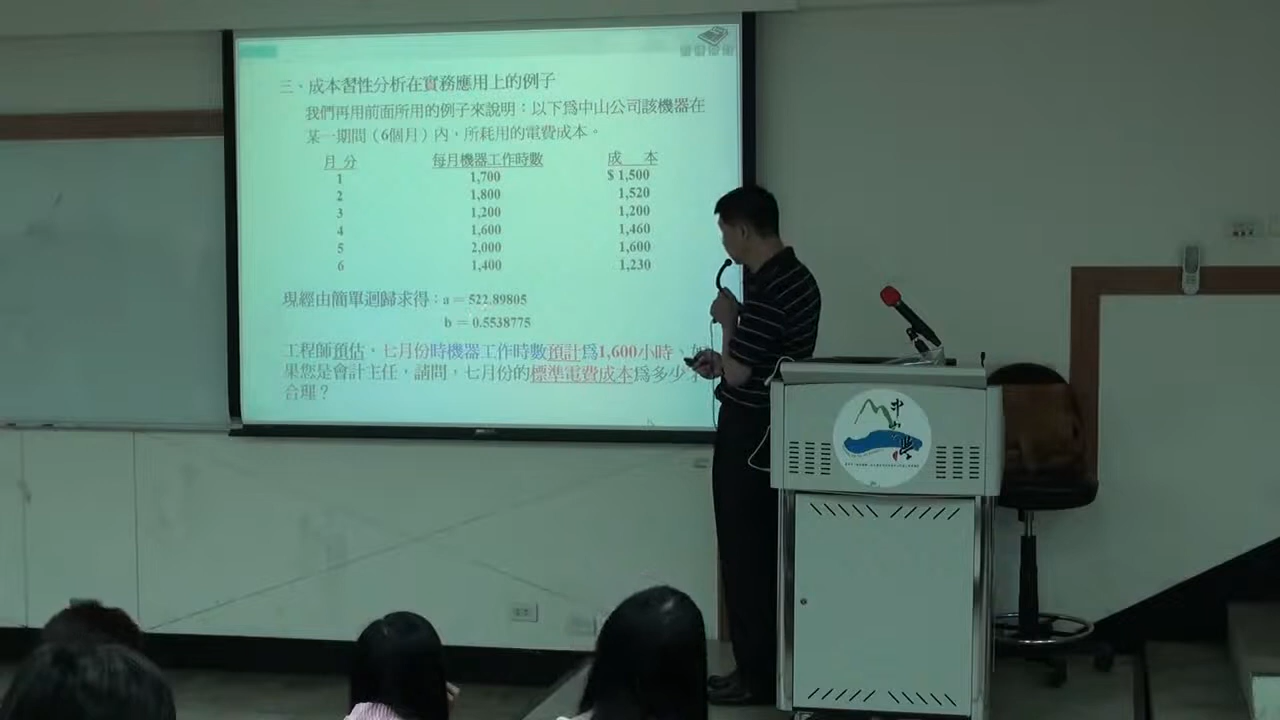 三、成本習性分析在實務應用上的例子
我們再用前面所用的例子來說明：以下為中山公司該機器在
某一期間（6個月）內，所耗用的電費成本。
月 分 每月機器工作時數 成 本
1 1,700 $ 1,500
2 1,800 1,520
3 1,200 1,200
4 1,600 1,460
5 2,000 1,600
6 1,400 1,230
現經由簡單迴歸求得：a = 522.89805
b = 0.5538775
工程師預估，七月份時機器工作時數預計為1,600小時、如
果您是會計主任，請問，七月份的標準電費成本為多少才
合理？
中
興